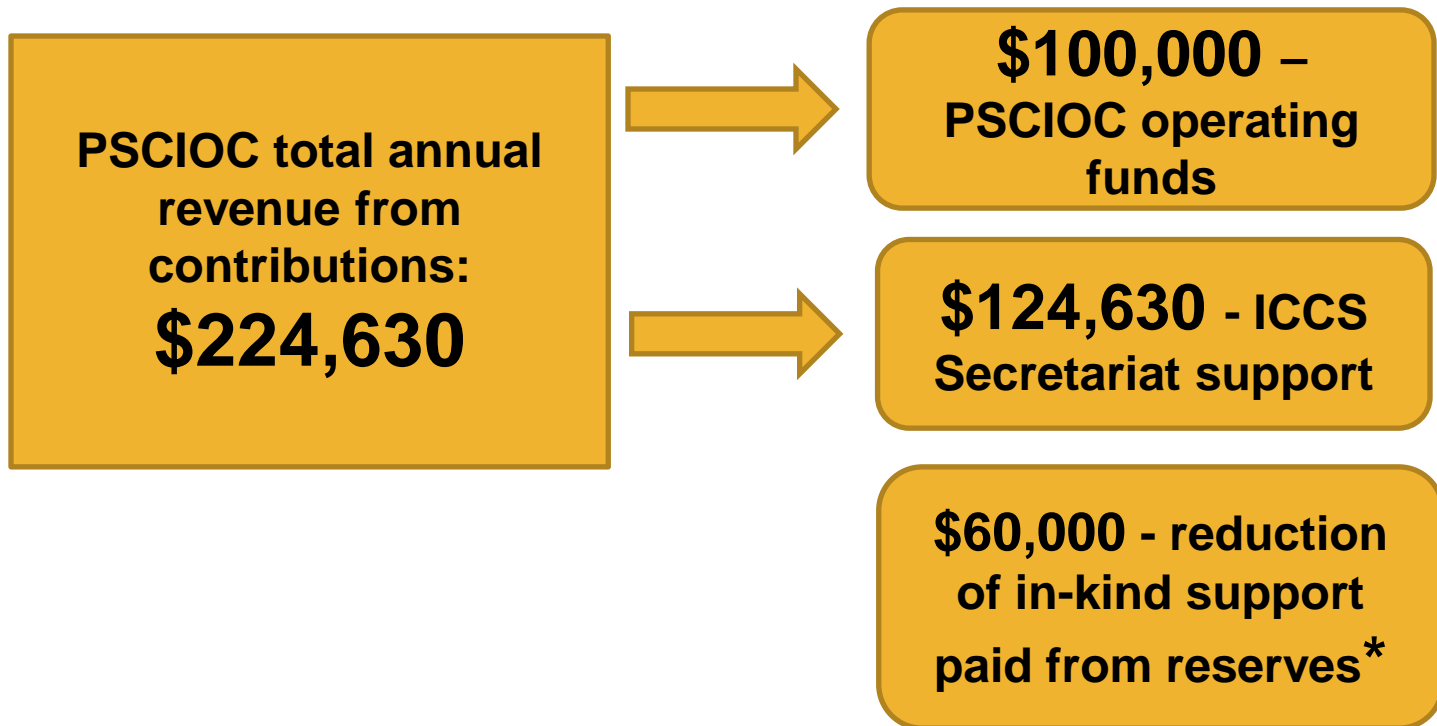 PSCIOC total annual
revenue from
contributions:
$224,630
$100,000 –
PSCIOC operating
funds
$124,630 - ICCS
Secretariat support
$60,000 - reduction
of in-kind support
paid from reserves*